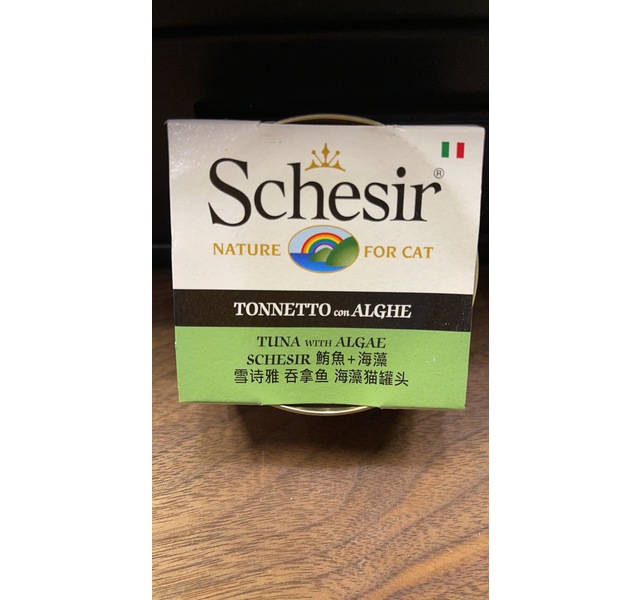 Schesir®
NATURE FOR CAT
TONNETTO con ALGHE
TUNA WITH ALGAE
SCHESIR 鮪魚+海藻
雪诗雅 吞拿鱼 海藻猫罐头